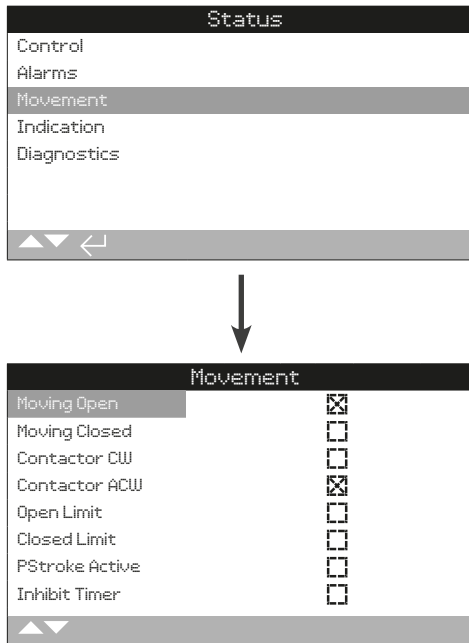 Status
Control
Alarms
Movement
Indication
Diagnostics
Movement
Moving Open
Moving Closed
Contactor CW
Contactor ACW
Open Limit
Closed Limit
PStroke Active
Inhibit Timer